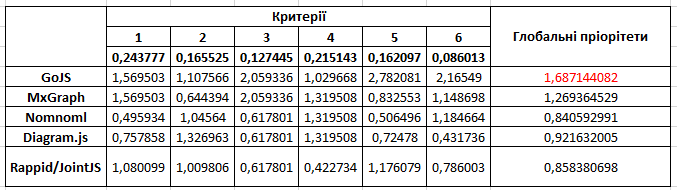 Критерії
Глобальні пріорітети
1 2 3 4 5 6
0,243777 0,165525 0,127445 0,215143 0,162097 0,086013
GoJS 1,569503 1,107566 2,059336 1,029668 2,782081 2,16549 1,687144082
MxGraph 1,569503 0,644394 2,059336 1,319508 0,832553 1,148698 1,269364529
Nomnoml 0,495934 1,04564 0,617801 1,319508 0,506496 1,184664 0,840592991
Diagram.js 0,757858 1,326963 0,617801 1,319508 0,72478 0,431736 0,921632005
Rappid/JointJS 1,080099 1,009806 0,617801 0,422734 1,176079 0,786003 0,858380698